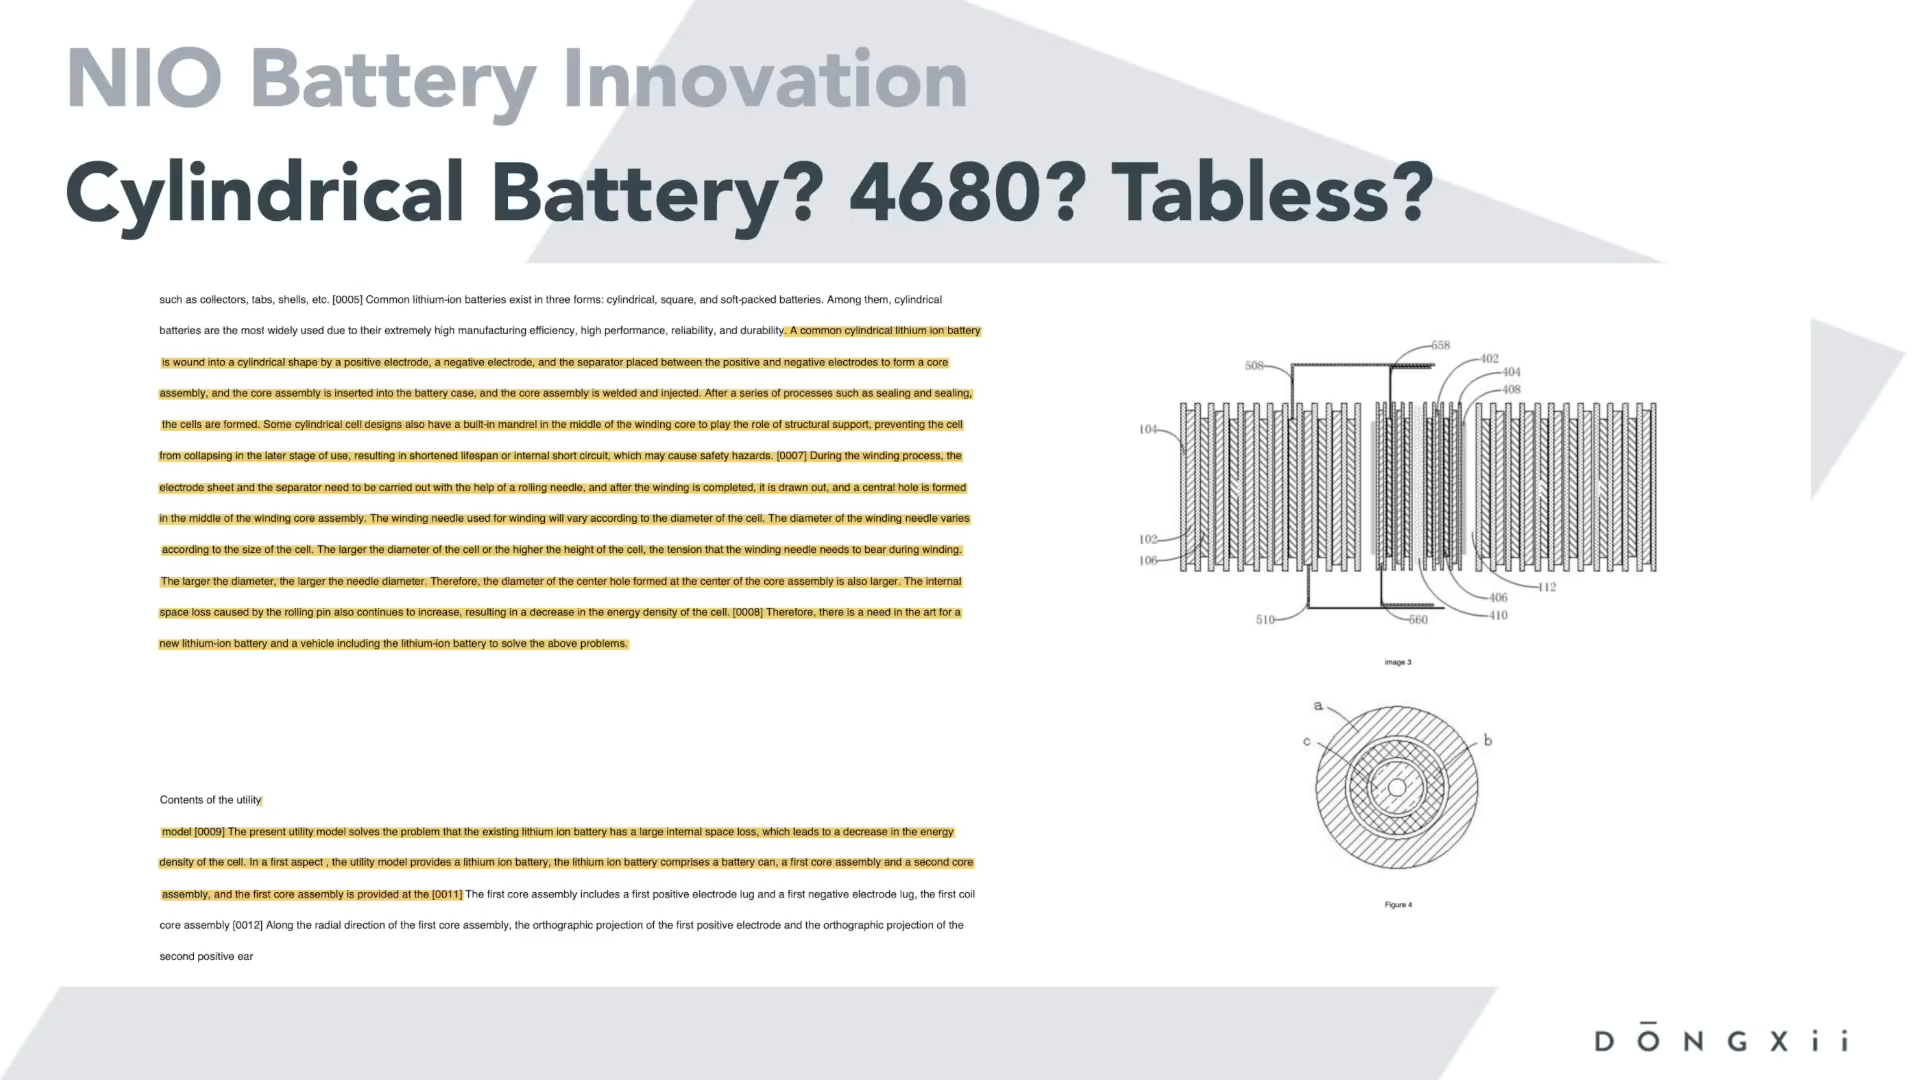 NIO Battery Innovation
Cylindrical Battery? 4680? Tabless?
such as collectors, tabs, shells, etc. [0005] Common lithium-ion batteries exist in three forms: cylindrical, square, and soft-packed batteries. Among them, cylindrical
batteries are the most widely used due to their extremely high manufacturing efficiency, high performance, reliability, and durability. A common cylindrical lithium ion battery
is wound into a cylindrical shape by a positive electrode, a negative electrode, and the separator placed between the positive and negative electrodes to form a core
assembly, and the core assembly is inserted into the battery case, and the core assembly is welded and injected. After a series of processes such as sealing and sealing,
the cells are formed. Some cylindrical cell designs also have a built-in mandrel in the middle of the winding core to play the role of structural support, preventing the cell
from collapsing in the later stage of use, resulting in shortened lifespan or internal short circuit, which may cause safety hazards. [0007] During the winding process, the
electrode sheet and the separator need to be carried out with the help of a rolling needle, and after the winding is completed, it is drawn out, and a central hole is formed
in the middle of the winding core assembly. The winding needle used for winding will vary according to the diameter of the cell. The diameter of the winding needle varies
according to the size of the cell. The larger the diameter of the cell or the higher the height of the cell, the tension that the winding needle needs to bear during winding.
The larger the diameter, the larger the needle diameter. Therefore, the diameter of the center hole formed at the center of the core assembly is also larger. The internal
space loss caused by the rolling pin also continues to increase, resulting in a decrease in the energy density of the cell. [0008] Therefore, there is a need in the art for a
new lithium-ion battery and a vehicle including the lithium-ion battery to solve the above problems.
Contents of the utility
model [0009] The present utility model solves the problem that the existing lithium ion battery has a large internal space loss, which leads to a decrease in the energy
density of the cell. In a first aspect , the utility model provides a lithium ion battery, the lithium ion battery comprises a battery can, a first core assembly and a second core
assembly, and the first core assembly is provided at the [0011] The first core assembly includes a first positive electrode lug and a first negative electrode lug, the first coil
core assembly [0012] Along the radial direction of the first core assembly, the orthographic projection of the first positive electrode and the orthographic projection of the
second positive ear
558
508
402
404
408
104
102
106
112
406
410
510
560
image 3
a
c
b
Figure 4
DŌNGXii